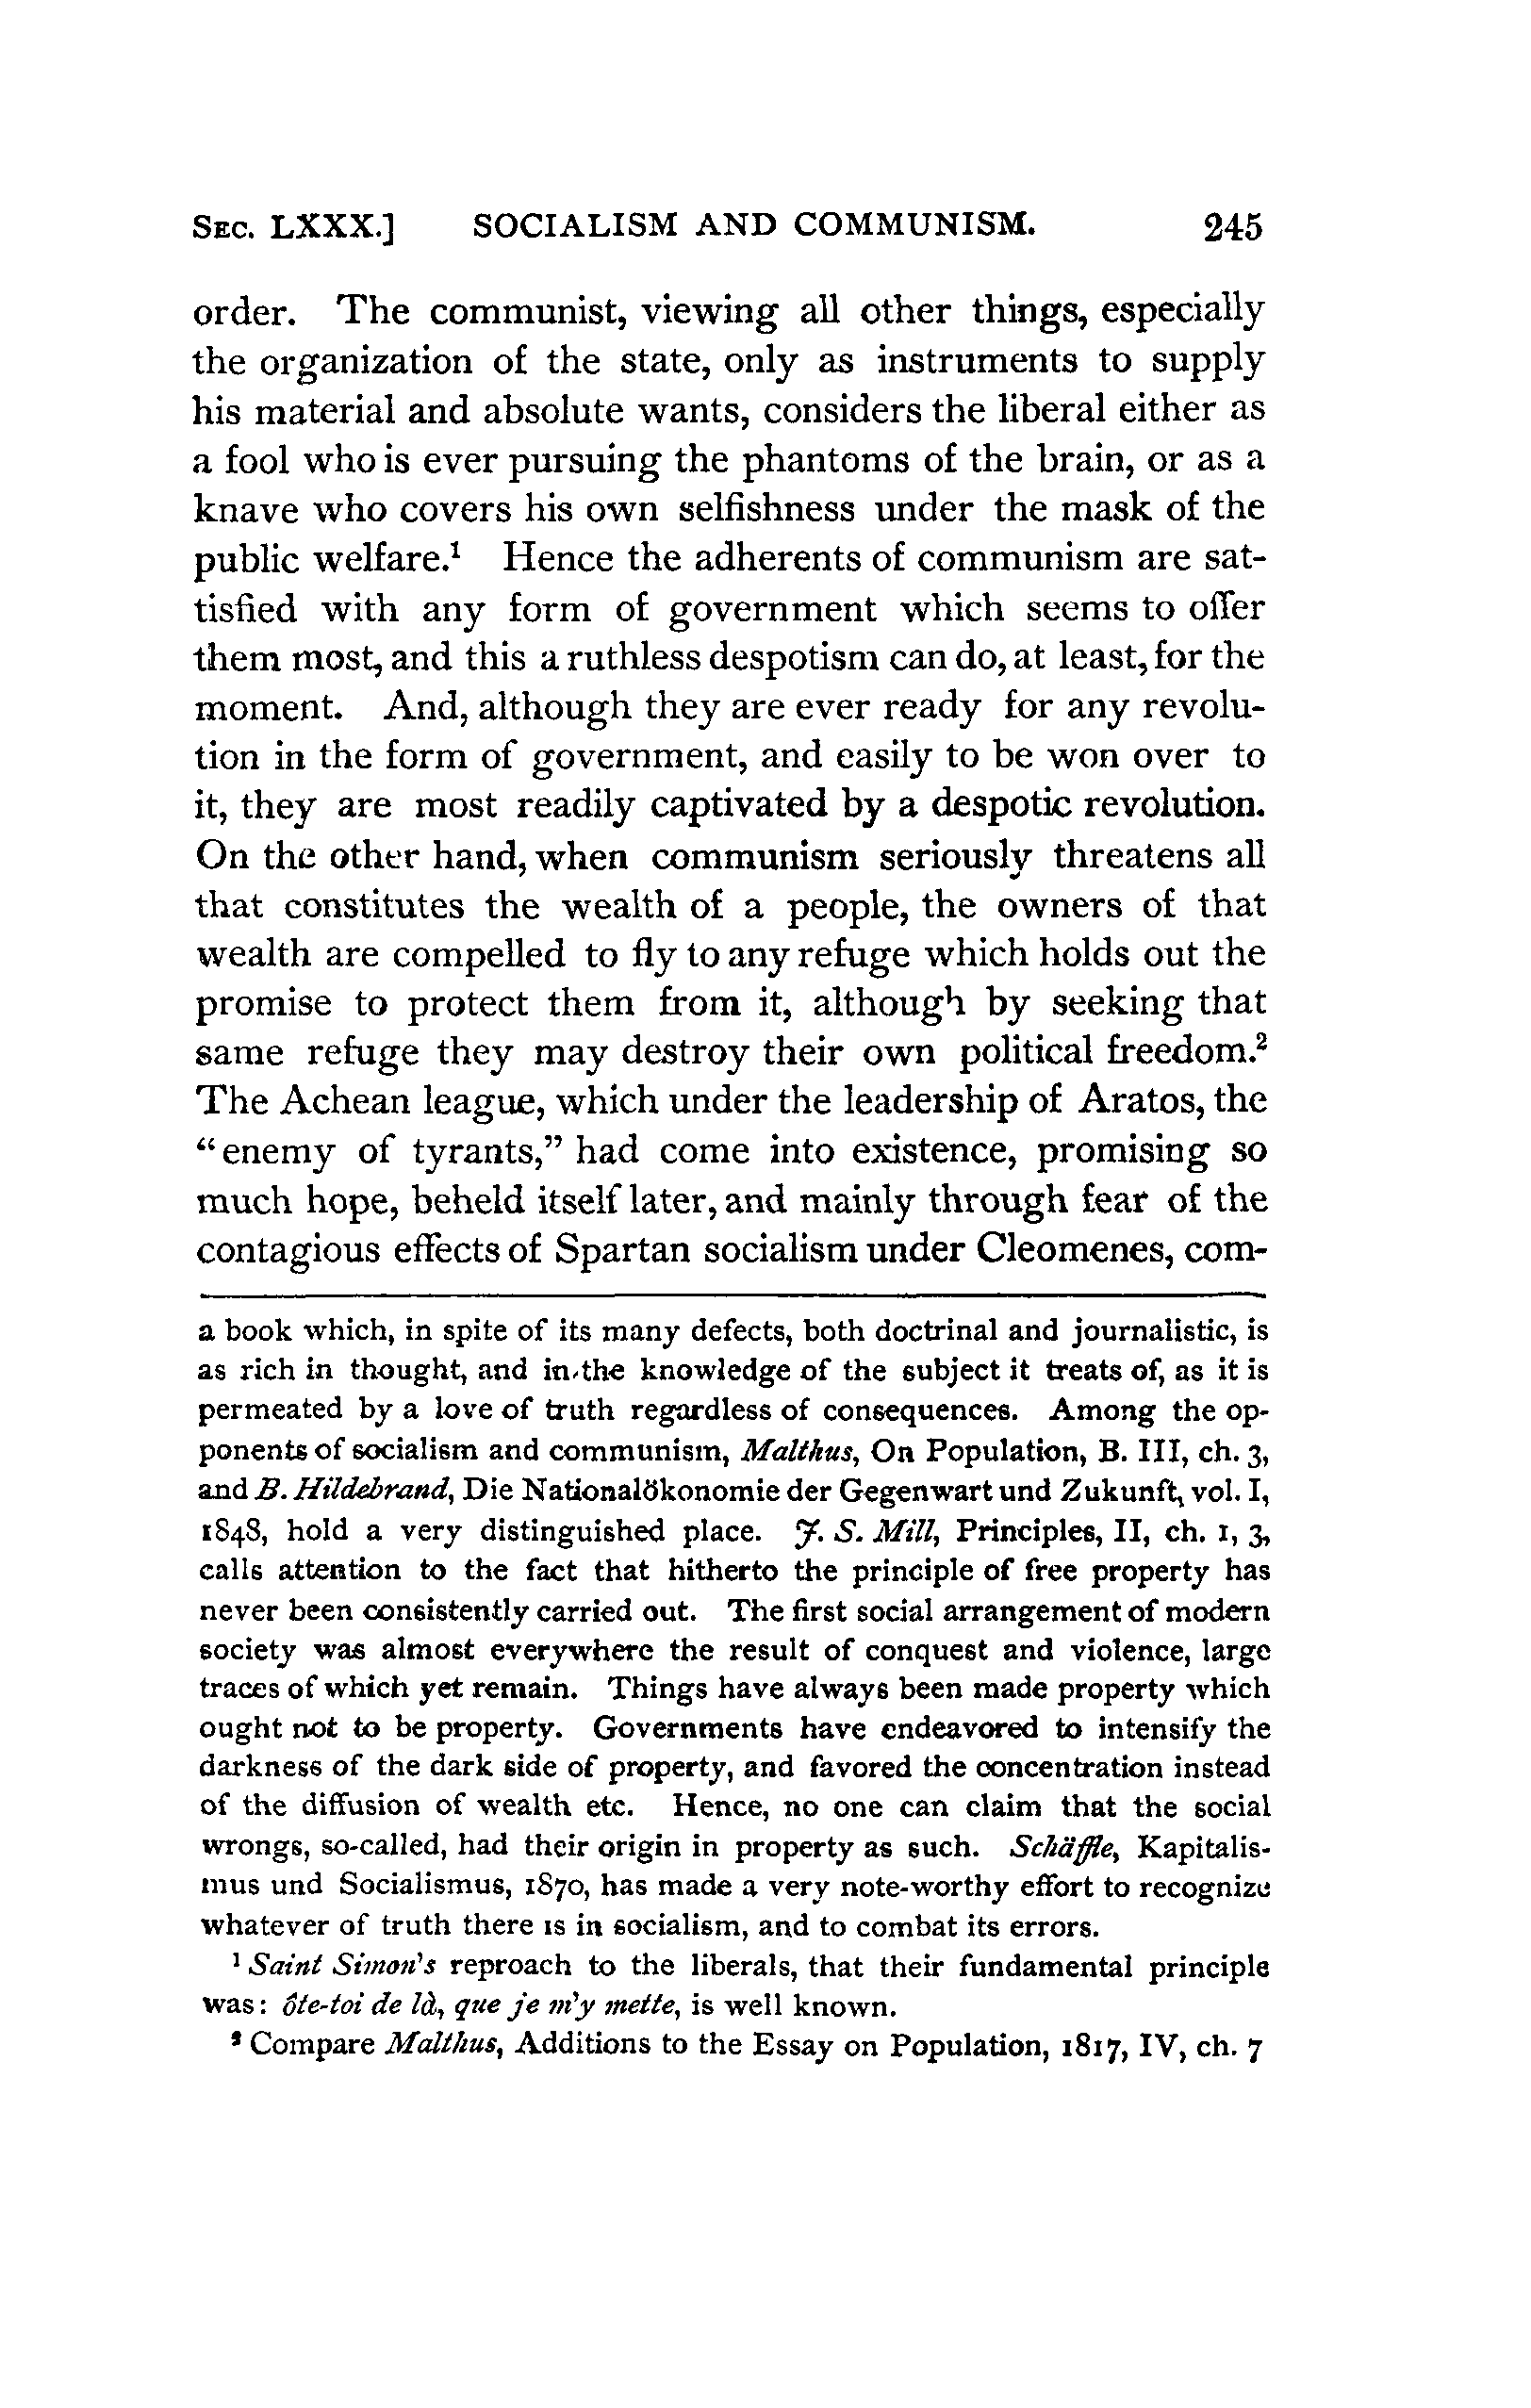 SEC. LXXX.] SOCIALISM AND COMMUNISM. 245
order. The communist, viewing all other things, especially
the organization of the state, only as instruments to supply
his material and absolute wants, considers the liberal either as
a fool who is ever pursuing the phantoms of the brain, or as a
knave who covers his own selfishness under the mask of the
public welfare.¹ Hence the adherents of communism are sat-
tisfied with any form of government which seems to offer
them most, and this a ruthless despotism can do, at least, for the
moment. And, although they are ever ready for any revolu-
tion in the form of government, and easily to be won over to
it, they are most readily captivated by a despotic revolution.
On the other hand, when communism seriously threatens all
that constitutes the wealth of a people, the owners of that
wealth are compelled to fly to any refuge which holds out the
promise to protect them from it, although by seeking that
same refuge they may destroy their own political freedom.²
The Achean league, which under the leadership of Aratos, the
"enemy of tyrants," had come into existence, promising so
much hope, beheld itself later, and mainly through fear of the
contagious effects of Spartan socialism under Cleomenes, com-
a book which, in spite of its many defects, both doctrinal and journalistic, is
as rich in thought, and in the knowledge of the subject it treats of, as it is
permeated by a love of truth regardless of consequences. Among the op-
ponents of socialism and communism, Malthus, On Population, B. III, ch. 3,
and B. Hildebrand, Die Nationalökonomie der Gegenwart und Zukunft, vol. I,
1848, hold a very distinguished place. J. S. Mill, Principles, II, ch. 1, 3,
calls attention to the fact that hitherto the principle of free property has
never been consistently carried out. The first social arrangement of modern
society was almost everywhere the result of conquest and violence, large
traces of which yet remain. Things have always been made property which
ought not to be property. Governments have endeavored to intensify the
darkness of the dark side of property, and favored the concentration instead
of the diffusion of wealth etc. Hence, no one can claim that the social
wrongs, so-called, had their origin in property as such. Schäffle, Kapitalis-
mus und Socialismus, 1870, has made a very note-worthy effort to recognize
whatever of truth there is in socialism, and to combat its errors.
¹ Saint Simon's reproach to the liberals, that their fundamental principle
was: ôte-toi de là, que je m'y mette, is well known.
² Compare Malthus, Additions to the Essay on Population, 1817, IV, ch. 7